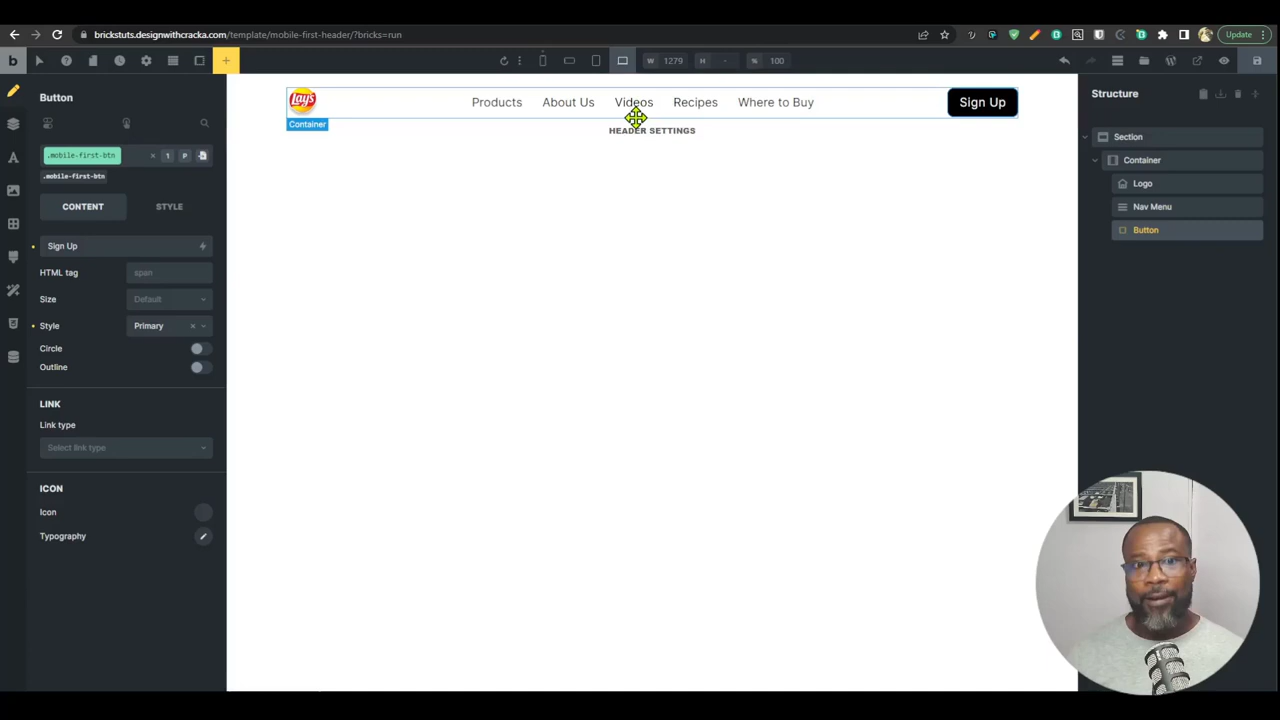 brickstuts.designwithcracka.com/template/mobile-first-header/?bricks=run
Update
b
W 1279 H - % 100
Button
.mobile-first-btn × 1 P
.mobile-first-btn
CONTENT STYLE
Sign Up
HTML tag span
Size Default
Style Primary ×
Circle
Outline
LINK
Link type
Select link type
ICON
Icon
Typography
Lay's
Products About Us Videos Recipes Where to Buy Sign Up
Container
HEADER SETTINGS
Structure
Section
Container
Logo
Nav Menu
Button